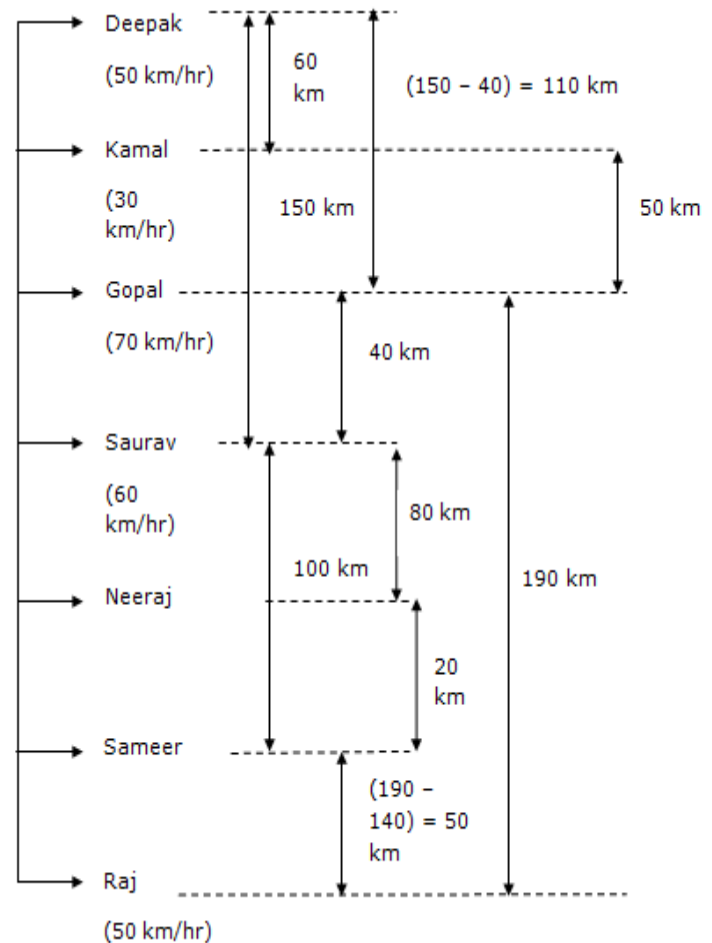 Deepak
60
km
(50 km/hr)
(150 – 40) = 110 km
Kamal
(30
km/hr)
150 km
50 km
Gopal
(70 km/hr)
40 km
Saurav
(60
km/hr)
80 km
100 km
190 km
Neeraj
20
km
Sameer
(190 –
140) = 50
km
Raj
(50 km/hr)